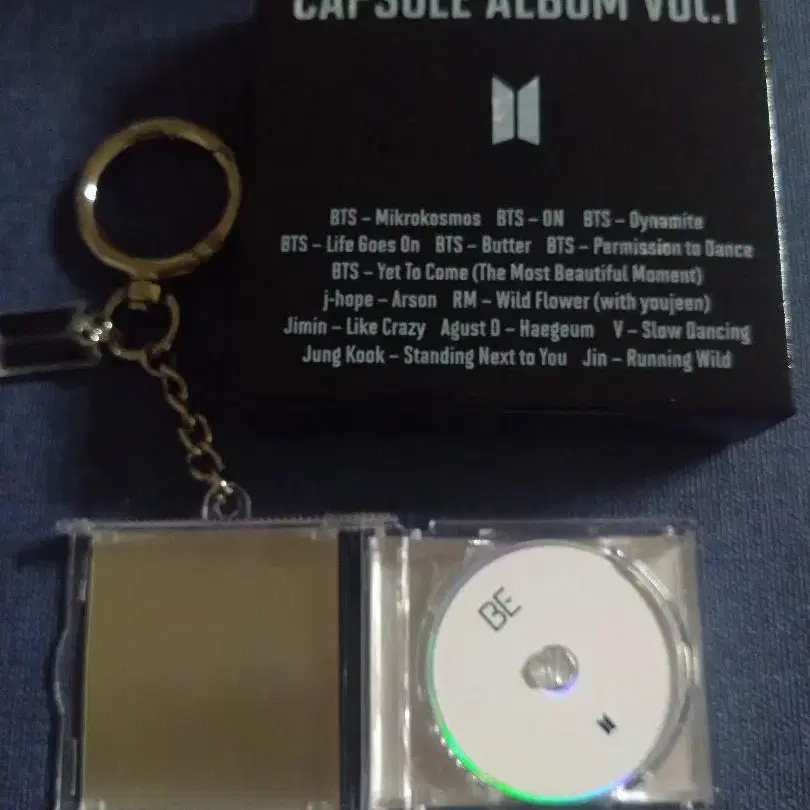 CAPSULE ALBUM VOL.1
BTS – Mikrokosmos BTS – ON BTS – Dynamite
BTS – Life Goes On BTS – Butter BTS – Permission to Dance
BTS – Yet To Come (The Most Beautiful Moment)
j-hope – Arson RM – Wild Flower (with youjeen)
Jimin – Like Crazy Agust D – Haegeum V – Slow Dancing
Jung Kook – Standing Next to You Jin – Running Wild
BE